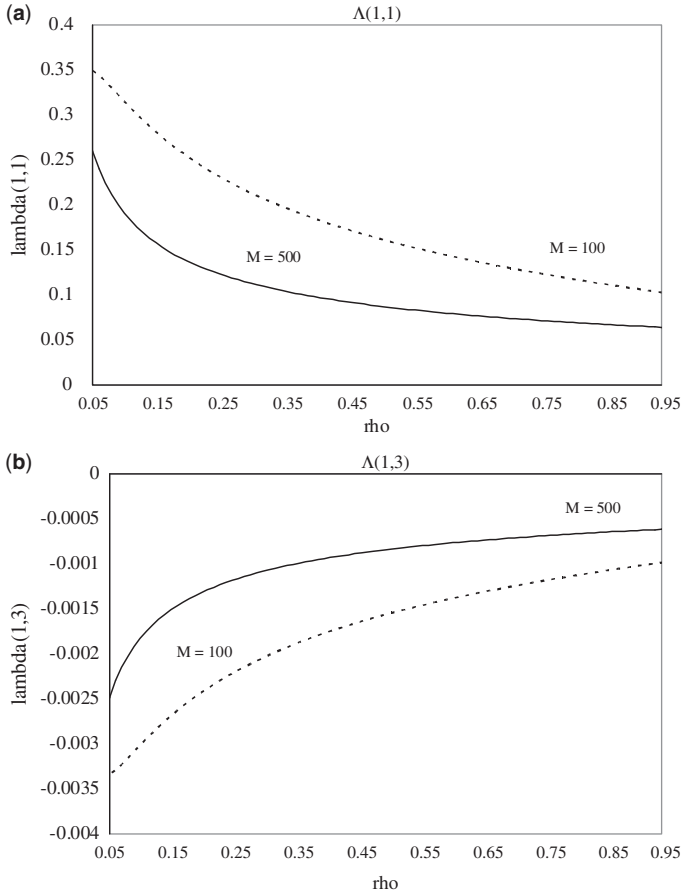 (a)
Λ(1,1)
0.4
0.35
0.3
0.25
0.2
0.15
0.1
0.05
0
lambda(1,1)
M = 100
M = 500
0.05 0.15 0.25 0.35 0.45 0.55 0.65 0.75 0.85 0.95
rho
(b)
Λ(1,3)
0
-0.0005
-0.001
-0.0015
-0.002
-0.0025
-0.003
-0.0035
-0.004
lambda(1,3)
M = 500
M = 100
0.05 0.15 0.25 0.35 0.45 0.55 0.65 0.75 0.85 0.95
rho